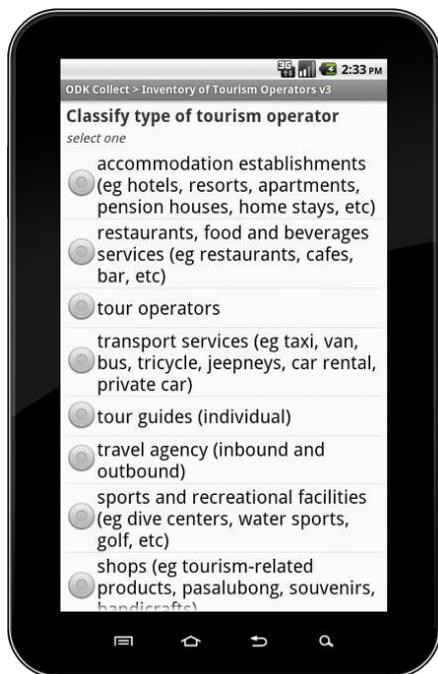 3G 2:33 PM
ODK Collect > Inventory of Tourism Operators v3
Classify type of tourism operator
select one
accommodation establishments
(eg hotels, resorts, apartments,
pension houses, home stays, etc)
restaurants, food and beverages
services (eg restaurants, cafes,
bar, etc)
tour operators
transport services (eg taxi, van,
bus, tricycle, jeepneys, car rental,
private car)
tour guides (individual)
travel agency (inbound and
outbound)
sports and recreational facilities
(eg dive centers, water sports,
golf, etc)
shops (eg tourism-related
products, pasalubong, souvenirs,
handicrafts)